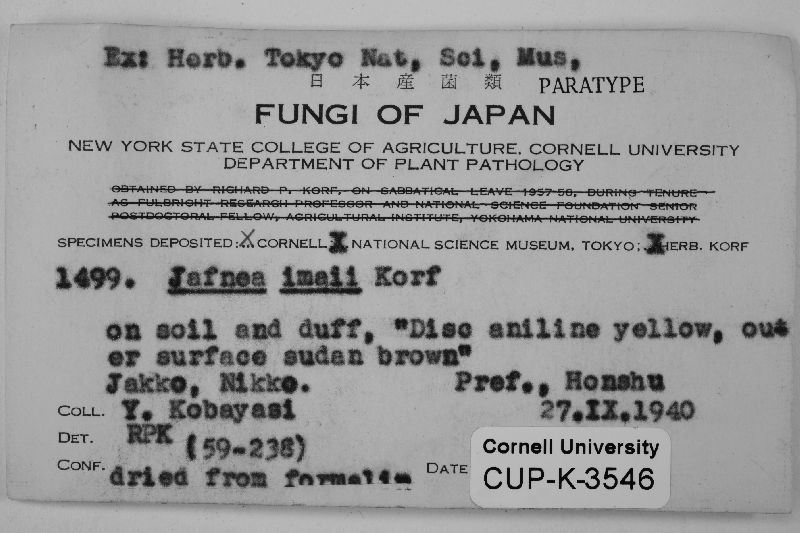 Ex: Herb. Tokyo Nat, Sci, Mus,
日本産菌類 PARATYPE
FUNGI OF JAPAN
NEW YORK STATE COLLEGE OF AGRICULTURE, CORNELL UNIVERSITY
DEPARTMENT OF PLANT PATHOLOGY
OBTAINED BY RICHARD P. KORF, ON SABBATICAL LEAVE 1957-58, DURING TENURE
AS FULBRIGHT RESEARCH PROFESSOR AND NATIONAL SCIENCE FOUNDATION SENIOR
POSTDOCTORAL FELLOW, AGRICULTURAL INSTITUTE, YOKOHAMA NATIONAL UNIVERSITY
SPECIMENS DEPOSITED: X CORNELL X NATIONAL SCIENCE MUSEUM, TOKYO; X HERB. KORF
1499. Jafnea imaii Korf
on soil and duff, "Disc aniline yellow, out
er surface sudan brown"
Jakko, Nikko. Pref., Honshu
COLL. Y. Kobayasi 27.IX.1940
DET. RPK (59-238)
CONF. dried from formalin DATE
Cornell University
CUP-K-3546